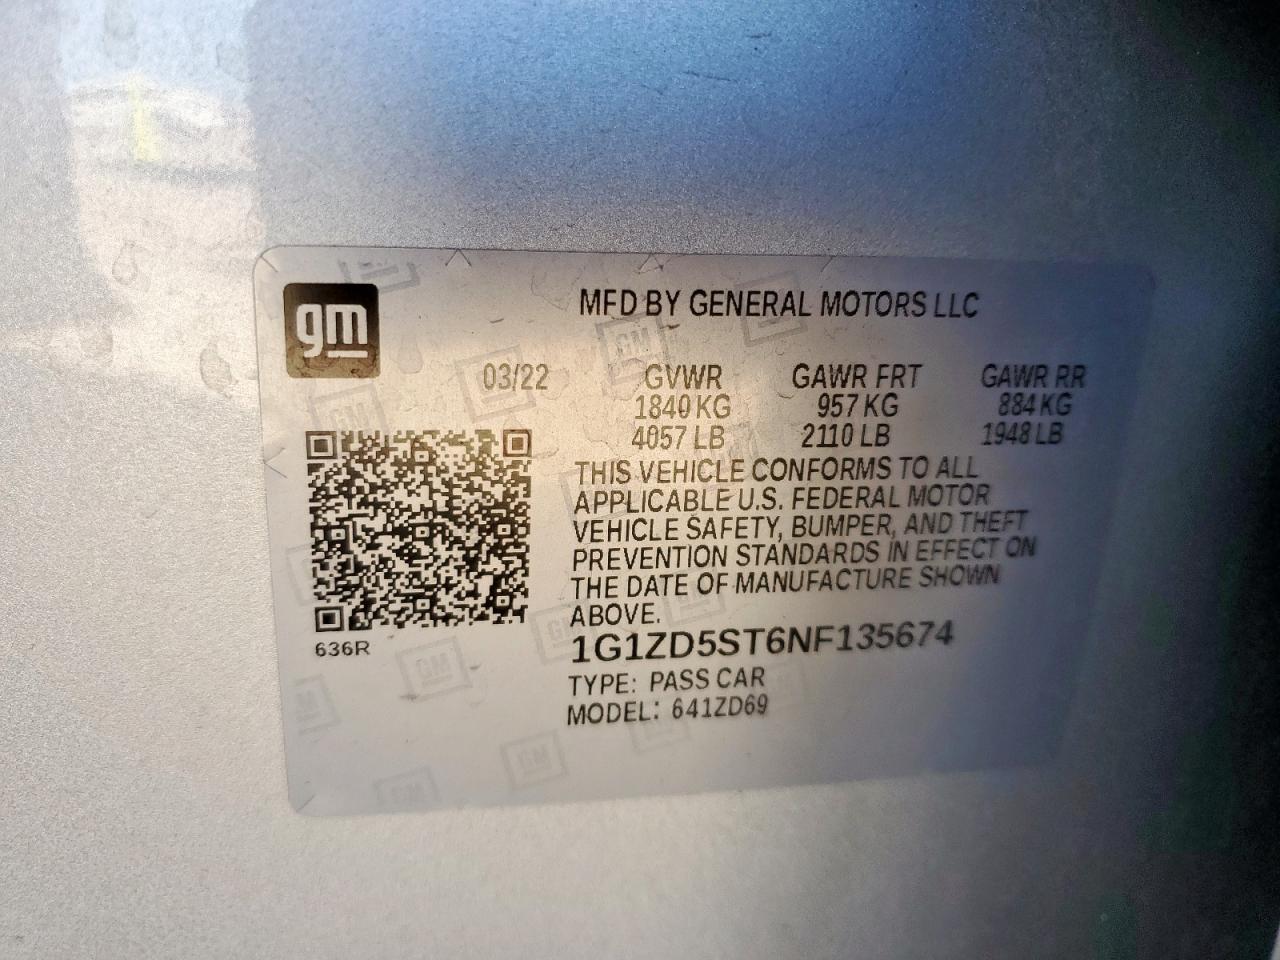 gm
MFD BY GENERAL MOTORS LLC
03/22 GVWR GAWR FRT GAWR RR
1840 KG 957 KG 884 KG
4057 LB 2110 LB 1948 LB
THIS VEHICLE CONFORMS TO ALL
APPLICABLE U.S. FEDERAL MOTOR
VEHICLE SAFETY, BUMPER, AND THEFT
PREVENTION STANDARDS IN EFFECT ON
THE DATE OF MANUFACTURE SHOWN
ABOVE.
636R
1G1ZD5ST6NF135674
TYPE: PASS CAR
MODEL: 641ZD69